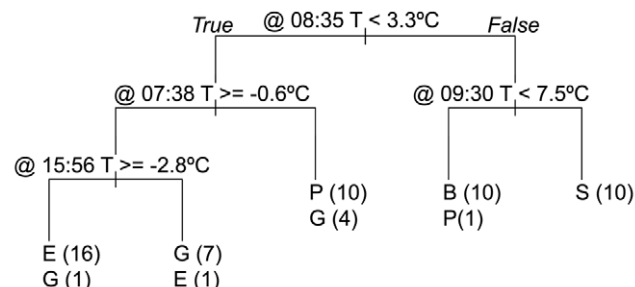 True @ 08:35 T < 3.3ºC False
@ 07:38 T >= -0.6ºC @ 09:30 T < 7.5ºC
@ 15:56 T >= -2.8ºC
P (10) B (10) S (10)
G (4) P(1)
E (16) G (7)
G (1) E (1)